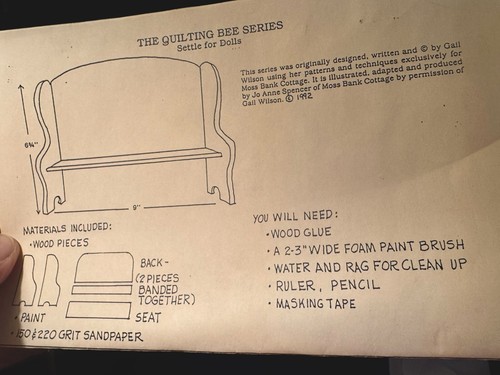 THE QUILTING BEE SERIES
Settle for Dolls
This series was originally designed, written and © by Gail
Wilson using her patterns and techniques exclusively for
Moss Bank Cottage. It is illustrated, adapted and produced
by Jo Anne Spencer of Moss Bank Cottage by permission of
Gail Wilson. © 1992
6¾"
9"
MATERIALS INCLUDED:
• WOOD PIECES
BACK-
(2 PIECES
BANDED
TOGETHER)
SEAT
• PAINT
• 150 & 220 GRIT SANDPAPER
YOU WILL NEED:
• WOOD GLUE
• A 2-3" WIDE FOAM PAINT BRUSH
• WATER AND RAG FOR CLEAN UP
• RULER, PENCIL
• MASKING TAPE